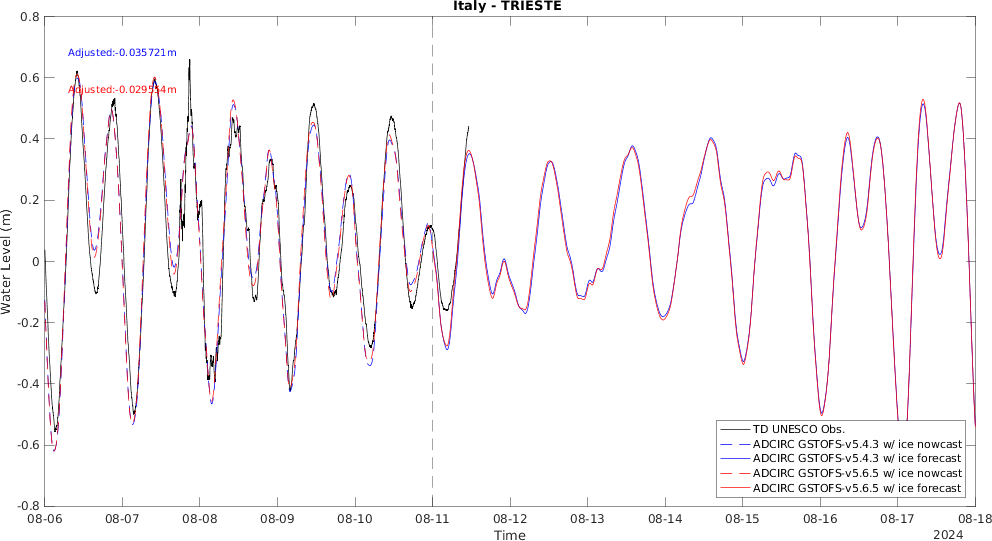 Italy - TRIESTE
Adjusted:-0.035721m
Adjusted:-0.029554m
Water Level (m)
0.8
0.6
0.4
0.2
0
-0.2
-0.4
-0.6
-0.8
TD UNESCO Obs.
ADCIRC GSTOFS-v5.4.3 w/ ice nowcast
ADCIRC GSTOFS-v5.4.3 w/ ice forecast
ADCIRC GSTOFS-v5.6.5 w/ ice nowcast
ADCIRC GSTOFS-v5.6.5 w/ ice forecast
08-06 08-07 08-08 08-09 08-10 08-11 08-12 08-13 08-14 08-15 08-16 08-17 08-18
Time
2024